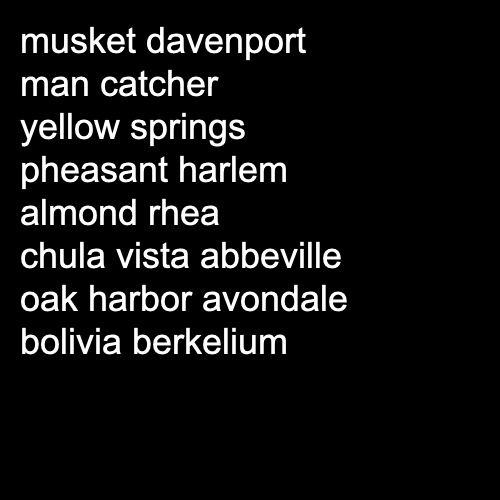 musket davenport
man catcher
yellow springs
pheasant harlem
almond rhea
chula vista abbeville
oak harbor avondale
bolivia berkelium